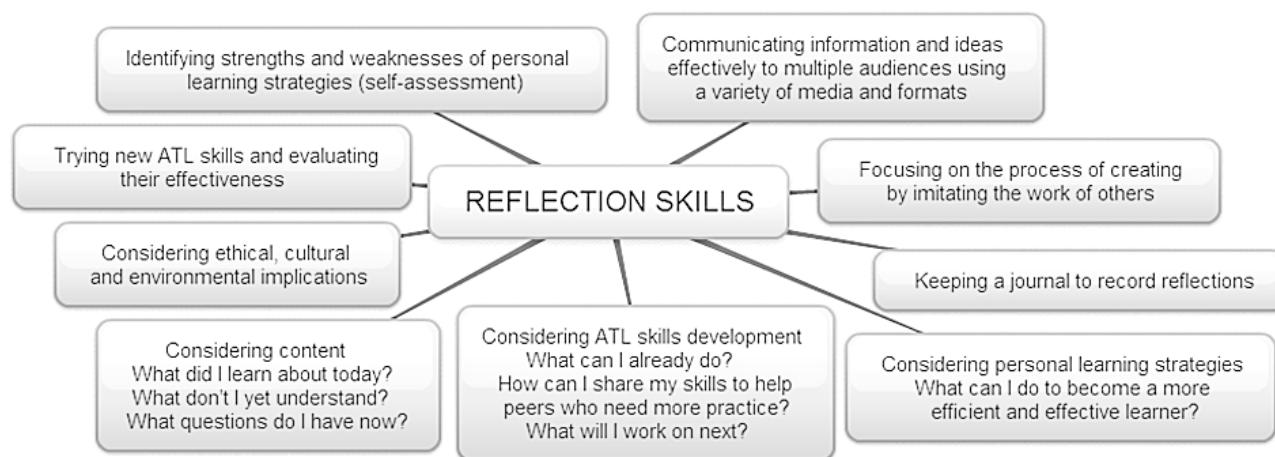 Identifying strengths and weaknesses of personal
learning strategies (self-assessment)
Communicating information and ideas
effectively to multiple audiences using
a variety of media and formats
Trying new ATL skills and evaluating
their effectiveness
REFLECTION SKILLS
Focusing on the process of creating
by imitating the work of others
Considering ethical, cultural
and environmental implications
Keeping a journal to record reflections
Considering content
What did I learn about today?
What don't I yet understand?
What questions do I have now?
Considering ATL skills development
What can I already do?
How can I share my skills to help
peers who need more practice?
What will I work on next?
Considering personal learning strategies
What can I do to become a more
efficient and effective learner?